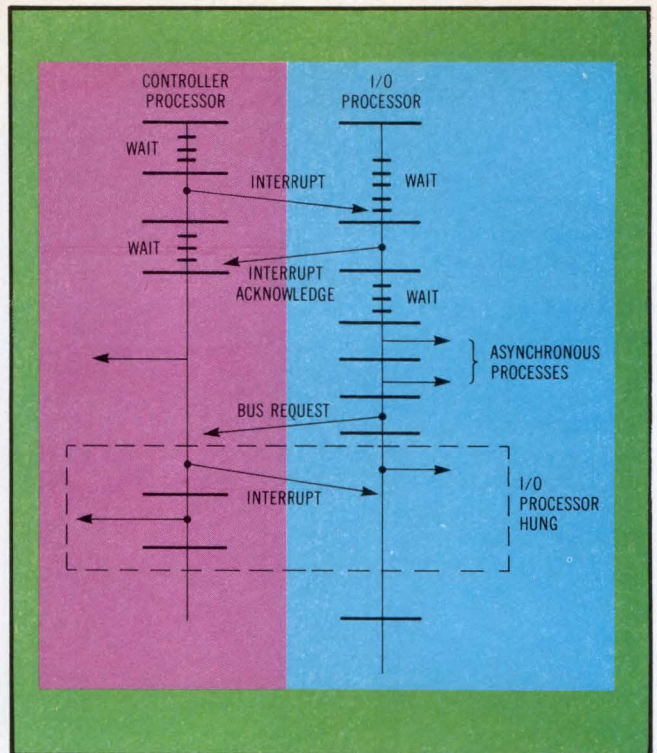 CONTROLLER
PROCESSOR
I/O
PROCESSOR
WAIT
INTERRUPT
WAIT
WAIT
INTERRUPT
ACKNOWLEDGE
WAIT
ASYNCHRONOUS
PROCESSES
BUS REQUEST
INTERRUPT
I/O
PROCESSOR
HUNG